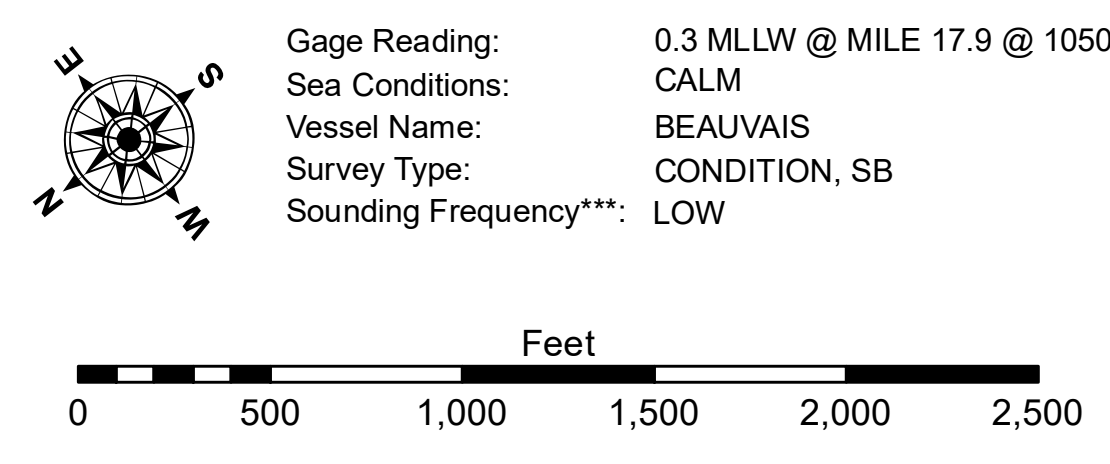 E
S
N
W
Gage Reading: 0.3 MLLW @ MILE 17.9 @ 1050
Sea Conditions: CALM
Vessel Name: BEAUVAIS
Survey Type: CONDITION, SB
Sounding Frequency***: LOW
Feet
0 500 1,000 1,500 2,000 2,500